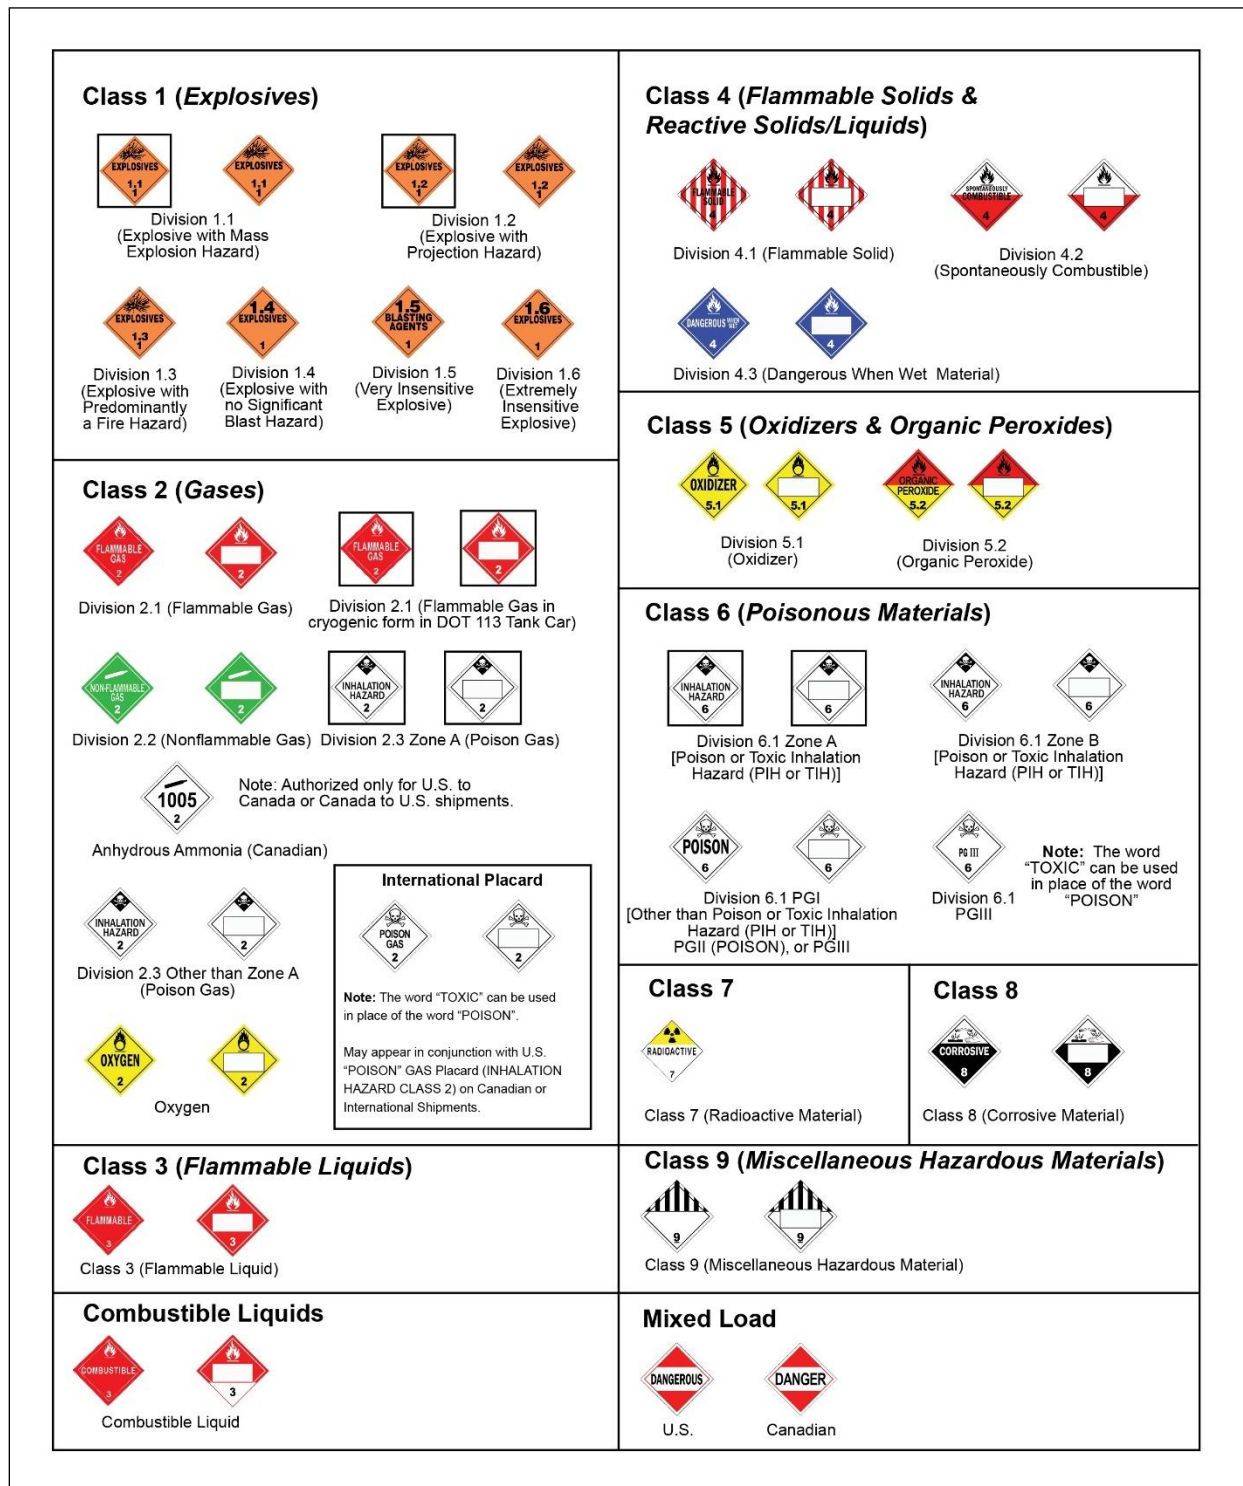 Class 1 (Explosives)
EXPLOSIVES
1.1
1
EXPLOSIVES
1.1
1
Division 1.1
(Explosive with Mass
Explosion Hazard)
EXPLOSIVES
1.2
1
EXPLOSIVES
1.2
1
Division 1.2
(Explosive with
Projection Hazard)
EXPLOSIVES
1.3
1
Division 1.3
(Explosive with
Predominantly
a Fire Hazard)
1.4
EXPLOSIVES
1
Division 1.4
(Explosive with
no Significant
Blast Hazard)
1.5
BLASTING
AGENTS
1
Division 1.5
(Very Insensitive
Explosive)
1.6
EXPLOSIVES
1
Division 1.6
(Extremely
Insensitive
Explosive)
Class 2 (Gases)
FLAMMABLE
GAS
2
2
Division 2.1 (Flammable Gas)
FLAMMABLE
GAS
2
2
Division 2.1 (Flammable Gas in
cryogenic form in DOT 113 Tank Car)
NON-FLAMMABLE
GAS
2
2
Division 2.2 (Nonflammable Gas)
INHALATION
HAZARD
2
2
Division 2.3 Zone A (Poison Gas)
1005
2
Note: Authorized only for U.S. to
Canada or Canada to U.S. shipments.
Anhydrous Ammonia (Canadian)
INHALATION
HAZARD
2
2
Division 2.3 Other than Zone A
(Poison Gas)
OXYGEN
2
2
Oxygen
International Placard
POISON
GAS
2
2
Note: The word “TOXIC” can be used
in place of the word “POISON”.
May appear in conjunction with U.S.
“POISON” GAS Placard (INHALATION
HAZARD CLASS 2) on Canadian or
International Shipments.
Class 3 (Flammable Liquids)
FLAMMABLE
3
3
Class 3 (Flammable Liquid)
Combustible Liquids
COMBUSTIBLE
3
3
Combustible Liquid
Class 4 (Flammable Solids &
Reactive Solids/Liquids)
FLAMMABLE
SOLID
4
4
Division 4.1 (Flammable Solid)
SPONTANEOUSLY
COMBUSTIBLE
4
4
Division 4.2
(Spontaneously Combustible)
DANGEROUS WHEN WET
4
4
Division 4.3 (Dangerous When Wet Material)
Class 5 (Oxidizers & Organic Peroxides)
OXIDIZER
5.1
5.1
Division 5.1
(Oxidizer)
ORGANIC
PEROXIDE
5.2
5.2
Division 5.2
(Organic Peroxide)
Class 6 (Poisonous Materials)
INHALATION
HAZARD
6
6
Division 6.1 Zone A
[Poison or Toxic Inhalation
Hazard (PIH or TIH)]
INHALATION
HAZARD
6
6
Division 6.1 Zone B
[Poison or Toxic Inhalation
Hazard (PIH or TIH)]
POISON
6
6
Division 6.1 PGI
[Other than Poison or Toxic Inhalation
Hazard (PIH or TIH)]
PGII (POISON), or PGIII
PG III
6
Division 6.1
PGIII
Note: The word
“TOXIC” can be used
in place of the word
“POISON”
Class 7
RADIOACTIVE
7
Class 7 (Radioactive Material)
Class 8
CORROSIVE
8
8
Class 8 (Corrosive Material)
Class 9 (Miscellaneous Hazardous Materials)
9
9
Class 9 (Miscellaneous Hazardous Material)
Mixed Load
DANGEROUS
U.S.
DANGER
Canadian